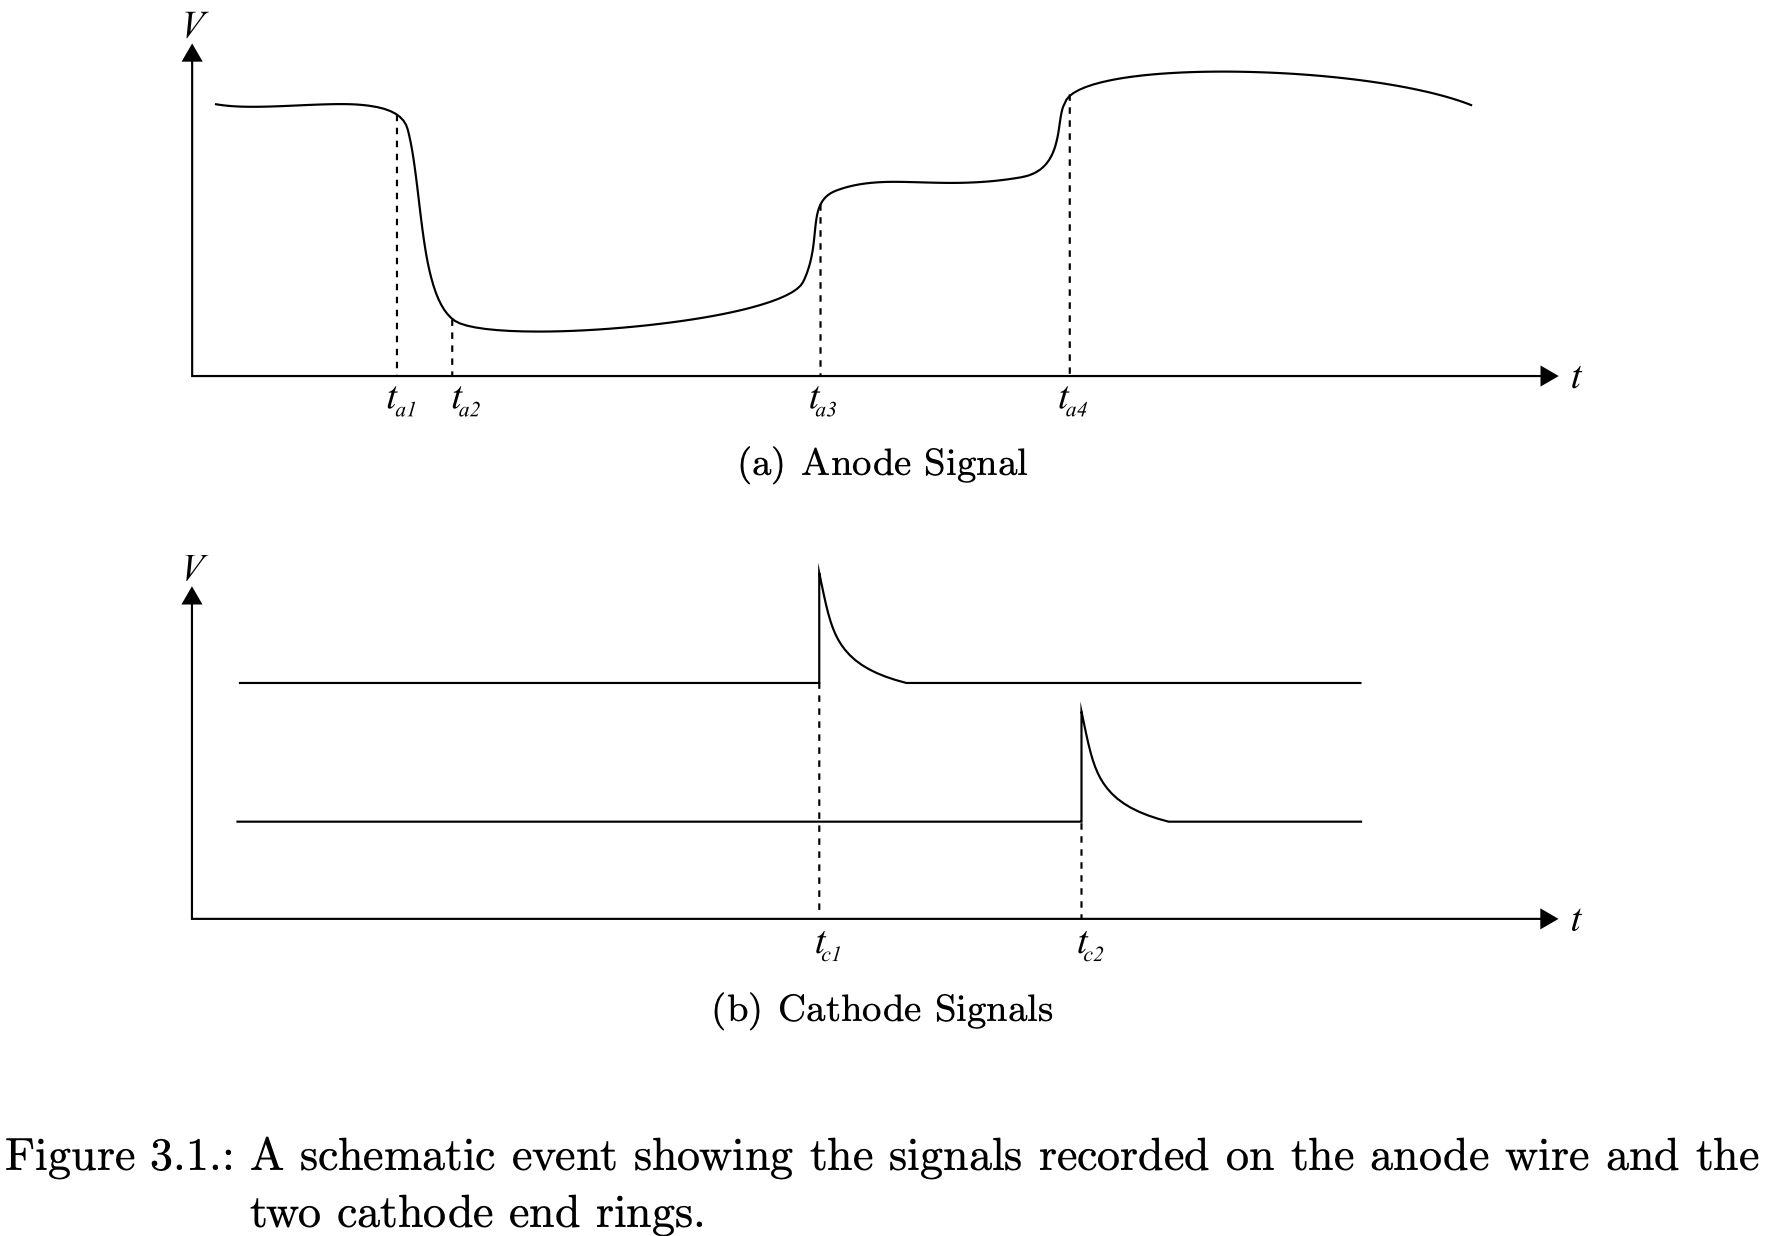 V
t
t_a1 t_a2 t_a3 t_a4
(a) Anode Signal
V
t
t_c1 t_c2
(b) Cathode Signals
Figure 3.1.: A schematic event showing the signals recorded on the anode wire and the
two cathode end rings.